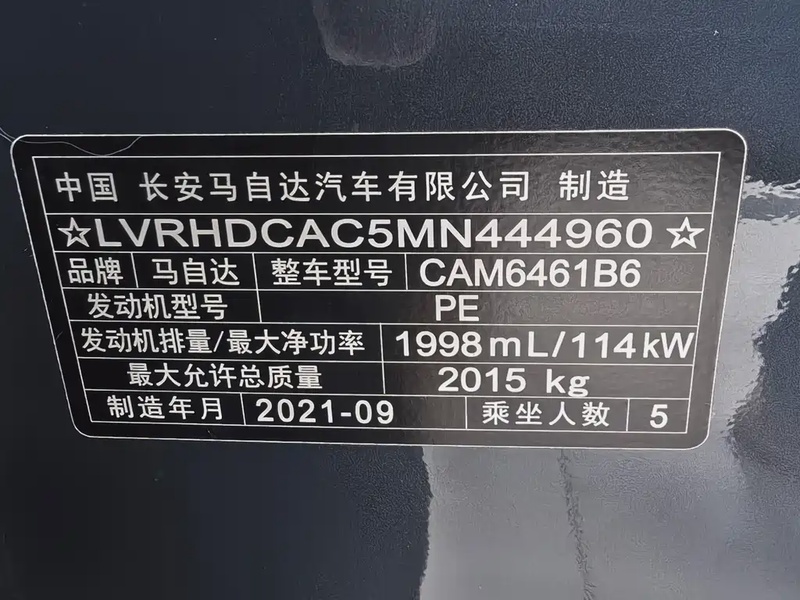 中国 长安马自达汽车有限公司 制造
☆LVRHDCAC5MN444960☆
品牌 马自达 整车型号 CAM6461B6
发动机型号 PE
发动机排量/最大净功率 1998mL/114kW
最大允许总质量 2015 kg
制造年月 2021-09 乘坐人数 5